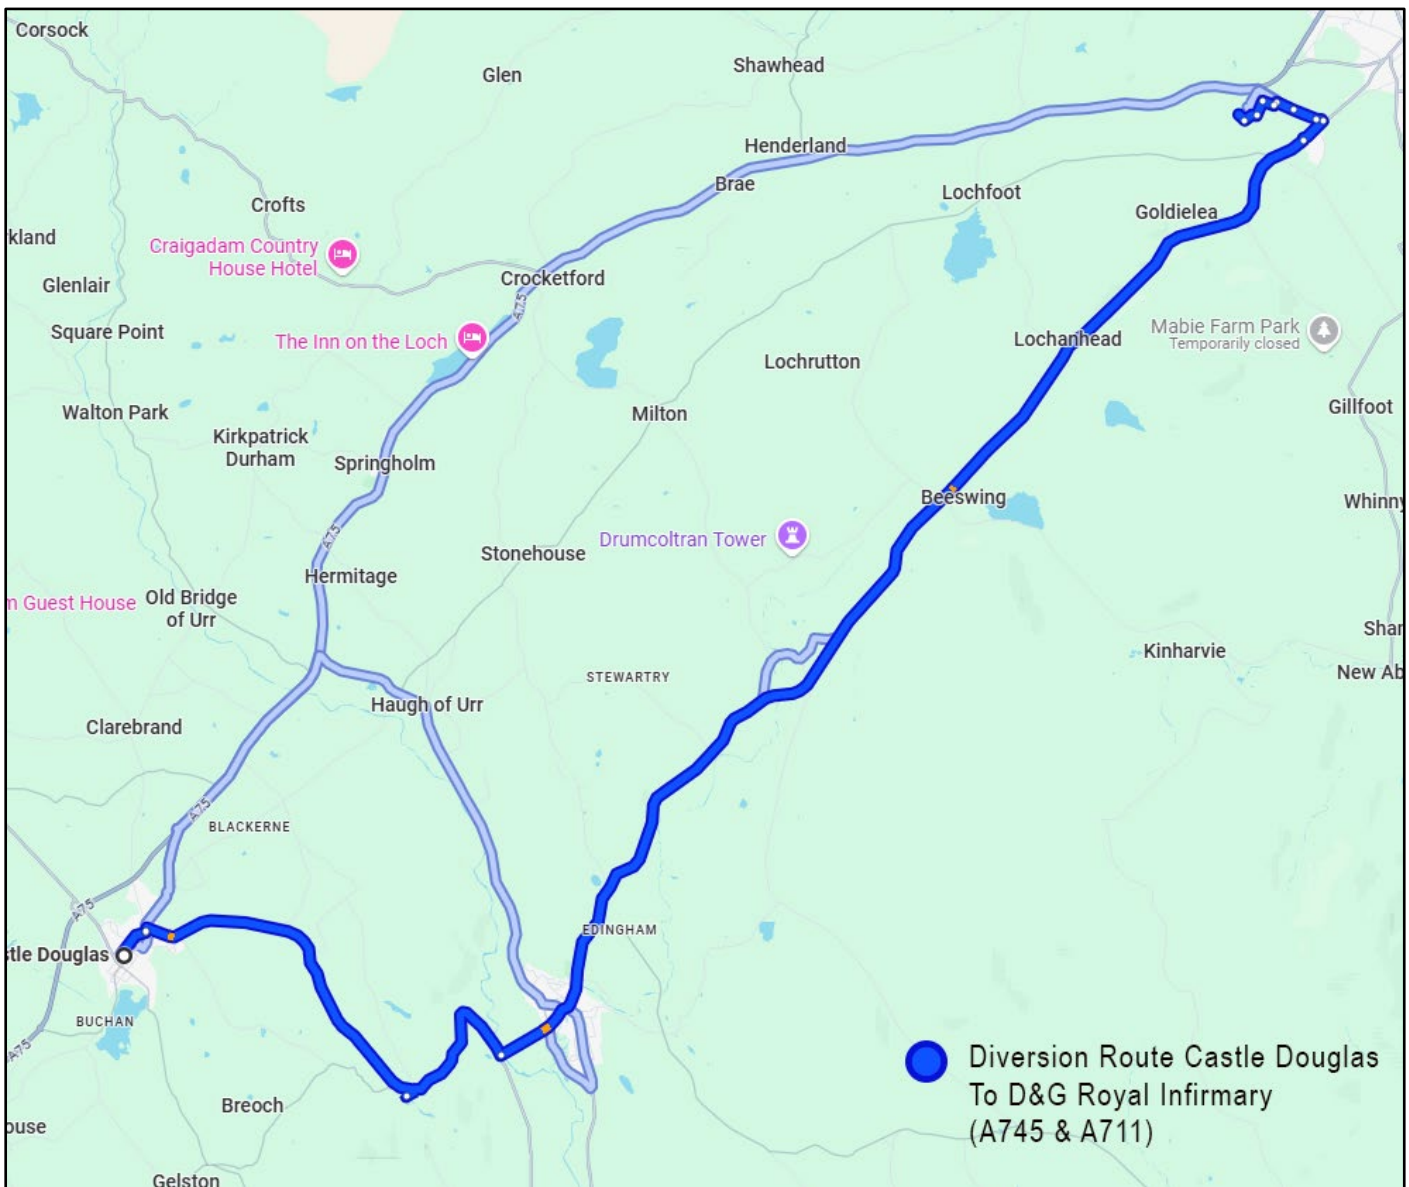 Corsock
Glen
Shawhead
Henderland
Brae
Lochfoot
Crofts
Goldielea
kland
Craigadam Country
House Hotel
Glenlair
Crocketford
A75
Square Point
The Inn on the Loch
Lochanhead
Mabie Farm Park
Temporarily closed
Lochrutton
Walton Park
Milton
Gillfoot
Kirkpatrick
Durham
Springholm
Beeswing
Whinny
A75
Drumcoltran Tower
Stonehouse
Hermitage
m Guest House
Old Bridge
of Urr
Shar
Kinharvie
New Ab
STEWARTRY
Haugh of Urr
Clarebrand
A75
BLACKERNE
A75
EDINGHAM
stle Douglas
BUCHAN
A75
Diversion Route Castle Douglas
To D&G Royal Infirmary
(A745 & A711)
Breoch
ouse
Gelston